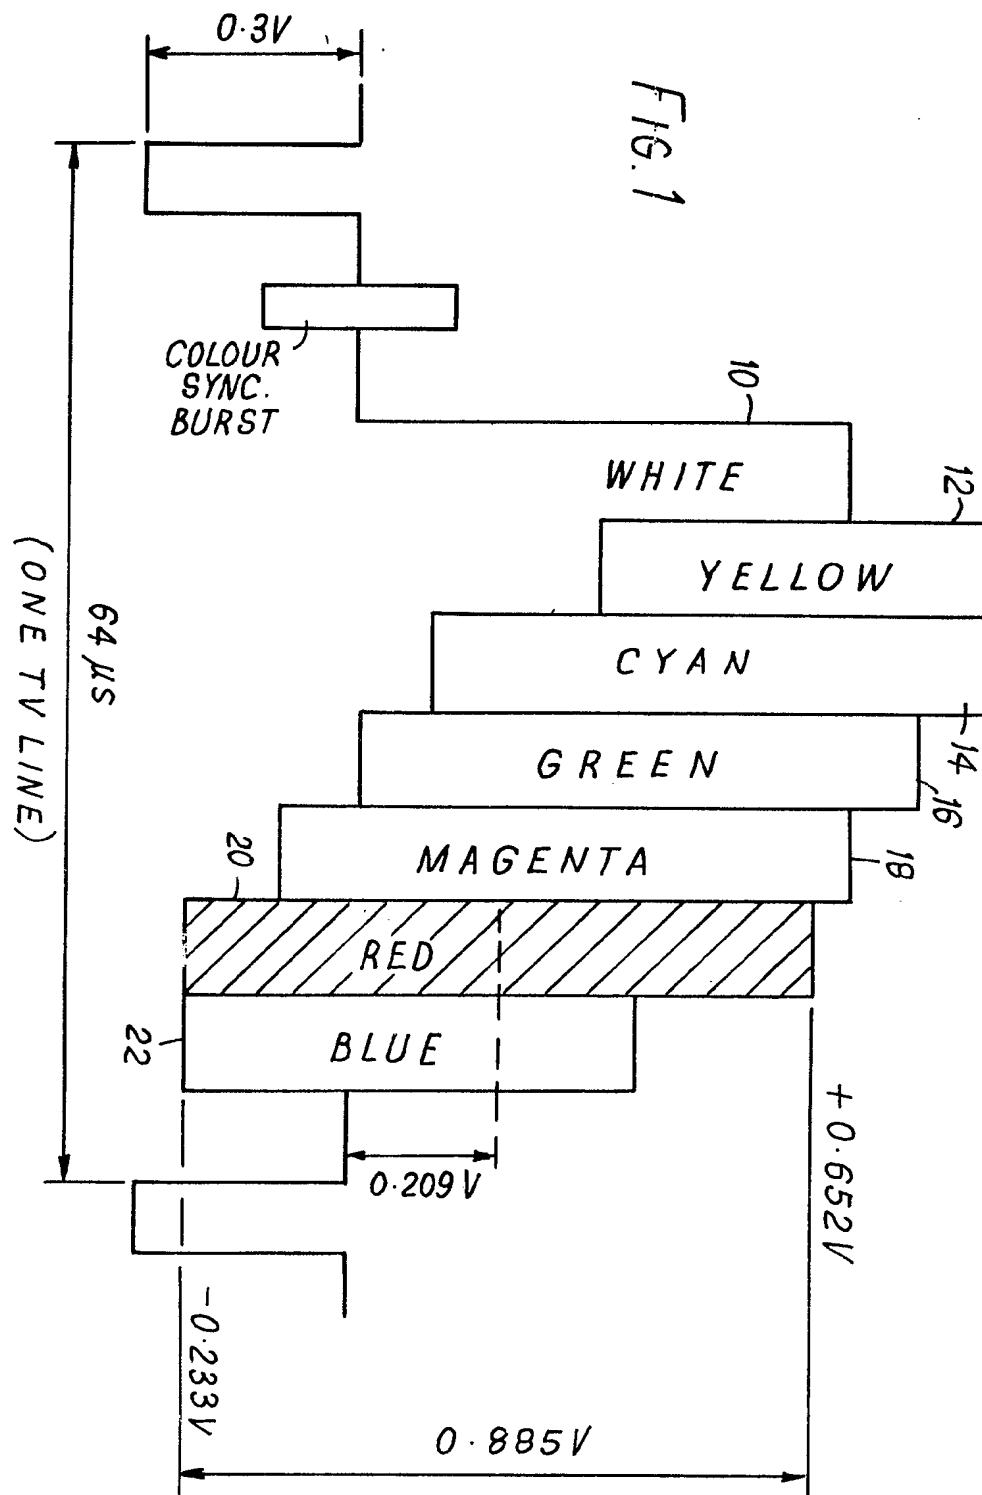 0·3V
FIG. 1
COLOUR
SYNC.
BURST
10
WHITE
12
YELLOW
CYAN
14
GREEN
16
MAGENTA
18
20
RED
BLUE
22
64 µs
(ONE TV LINE)
0·209V
+0·652V
-0·233V
0·885V